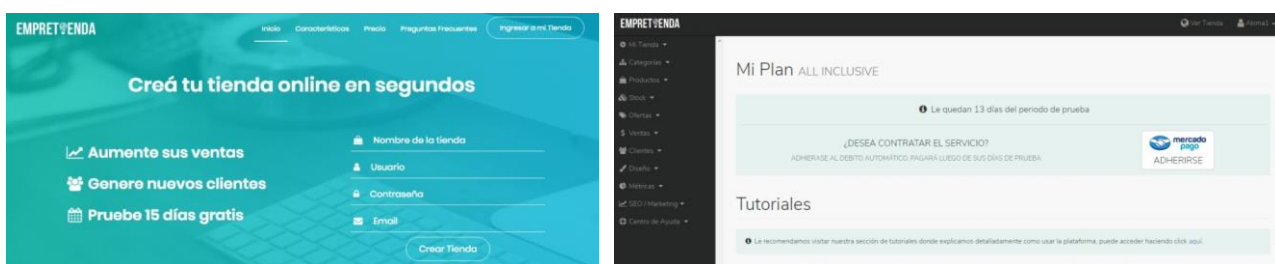 EMPRETIENDA
Inicio Características Precio Preguntas Frecuentes Ingresar a mi Tienda
Creá tu tienda online en segundos
Aumente sus ventas
Genere nuevos clientes
Pruebe 15 días gratis
Nombre de la tienda
Usuario
Contraseña
Email
Crear Tienda
EMPRETIENDA
Ver Tienda
Mi Tienda
Categorías
Productos
Stock
Ofertas
Ventas
Clientes
Diseño
Métricas
SEO / Marketing
Centro de Ayuda
Mi Plan ALL INCLUSIVE
Le quedan 13 días del periodo de prueba
¿DESEA CONTRATAR EL SERVICIO?
ADHIERASE AL DEBITO AUTOMÁTICO, PAGARÁ LUEGO DE SUS DÍAS DE PRUEBA.
mercado
pago
ADHERIRSE
Tutoriales
Le recomendamos visitar nuestra sección de tutoriales donde explicamos detalladamente como usar la plataforma, puede acceder haciendo click aquí.